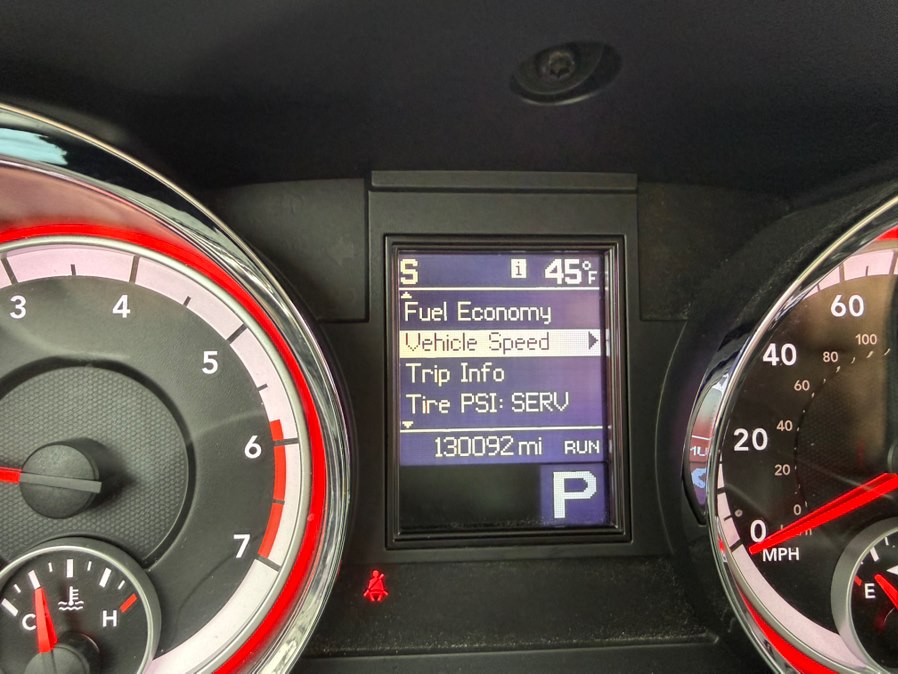 3
4
5
6
7
C
H
S i 45°F
Fuel Economy
Vehicle Speed
Trip Info
Tire PSI: SERV
130092 mi RUN
P
60
40
20
0
MPH
100
80
60
40
20
0
E